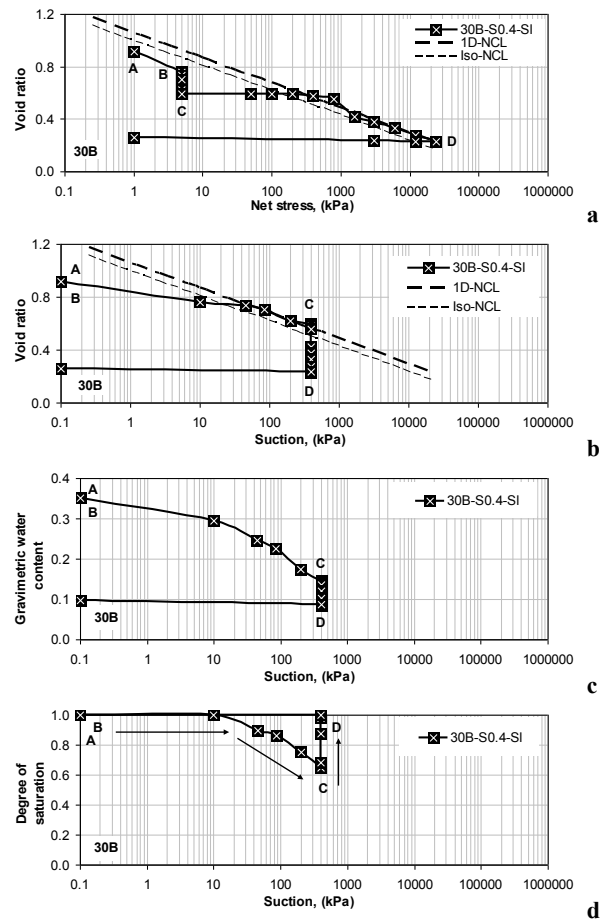 1.2
0.8
0.4
0.0
Void ratio
A
B
C
D
30B
30B-S0.4-SI
1D-NCL
Iso-NCL
0.1 1 10 100 1000 10000 100000 1000000
Net stress, (kPa)
a
1.2
0.8
0.4
0.0
Void ratio
A
B
C
D
30B
30B-S0.4-SI
1D-NCL
Iso-NCL
0.1 1 10 100 1000 10000 100000 1000000
Suction, (kPa)
b
0.4
0.3
0.2
0.1
0.0
Gravimetric water
content
A
B
C
D
30B
30B-S0.4-SI
0.1 1 10 100 1000 10000 100000 1000000
Suction, (kPa)
c
1.0
0.8
0.6
0.4
0.2
0.0
Degree of
saturation
B
A
D
C
30B
30B-S0.4-SI
0.1 1 10 100 1000 10000 100000 1000000
Suction, (kPa)
d